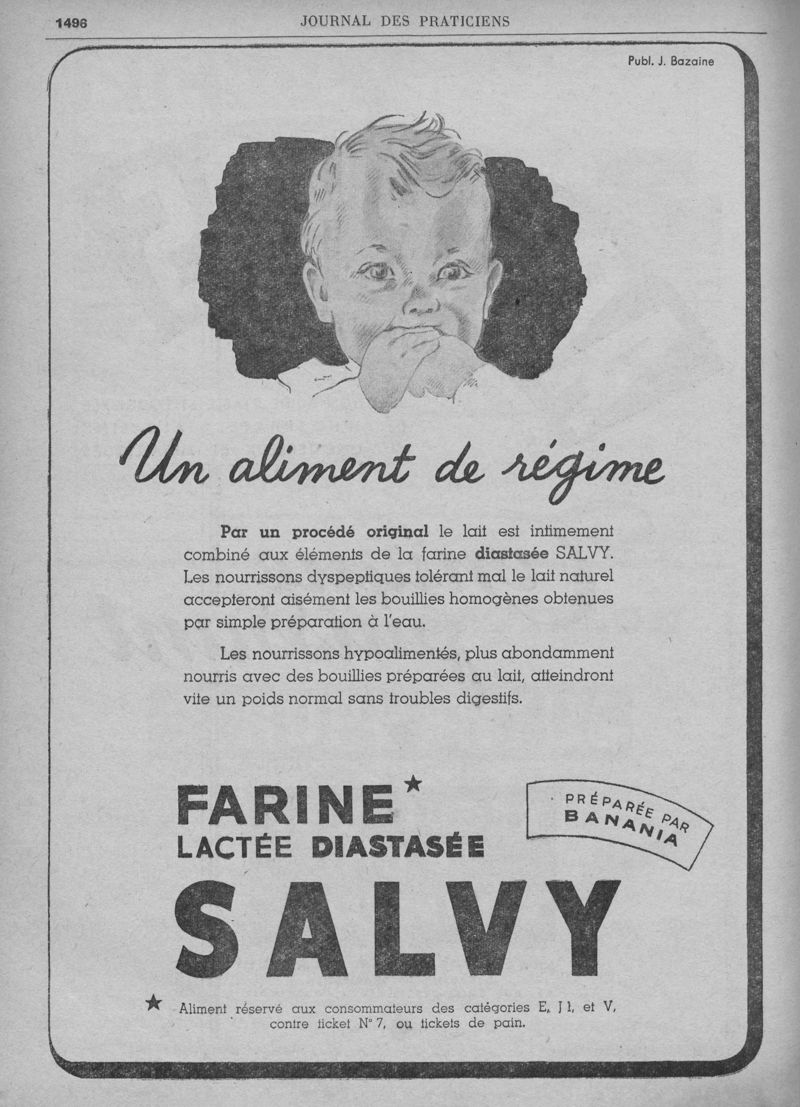 1496
JOURNAL DES PRATICIENS
Publ. J. Bazaine
Un aliment de régime
Par un procédé original le lait est intimement
combiné aux éléments de la farine diastasée SALVY.
Les nourrissons dyspeptiques tolérant mal le lait naturel
accepteront aisément les bouillies homogènes obtenues
par simple préparation à l'eau.
Les nourrissons hypoalimentés, plus abondamment
nourris avec des bouillies préparées au lait, atteindront
vite un poids normal sans troubles digestifs.
FARINE★
LACTÉE DIASTASÉE
PRÉPARÉE PAR
BANANIA
SALVY
★ Aliment réservé aux consommateurs des catégories E, J 1, et V,
contre ticket N° 7, ou tickets de pain.